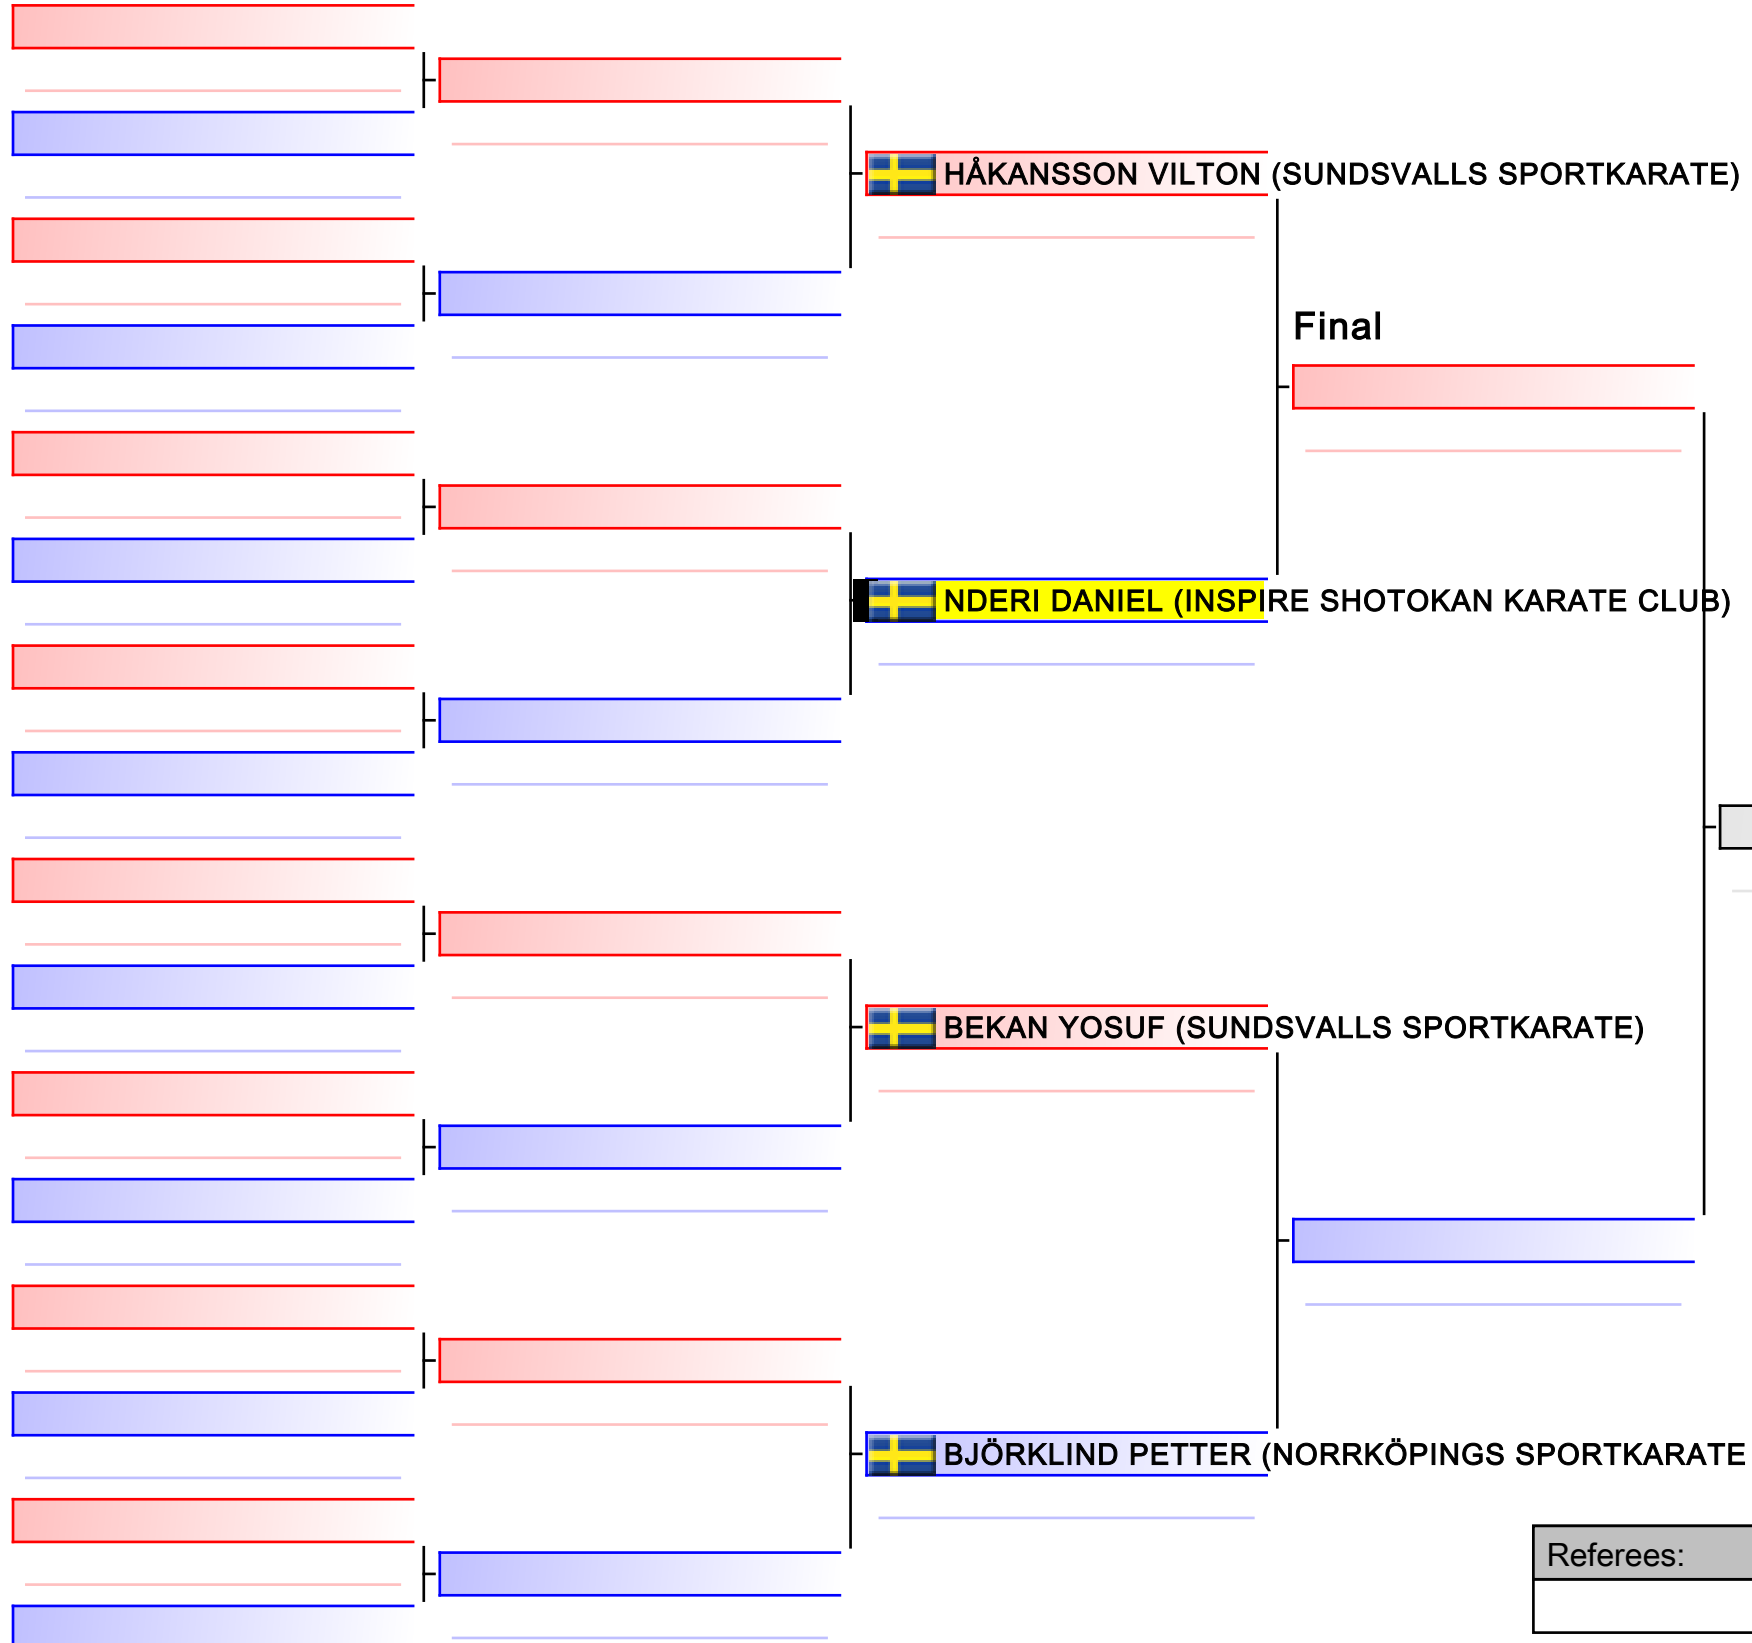 HÅKANSSON VILTON (SUNDSVALLS SPORTKARATE)
Final
NDERI DANIEL (INSPIRE SHOTOKAN KARATE CLUB)
BEKAN YOSUF (SUNDSVALLS SPORTKARATE)
BJÖRKLIND PETTER (NORRKÖPINGS SPORTKARATE
Referees: